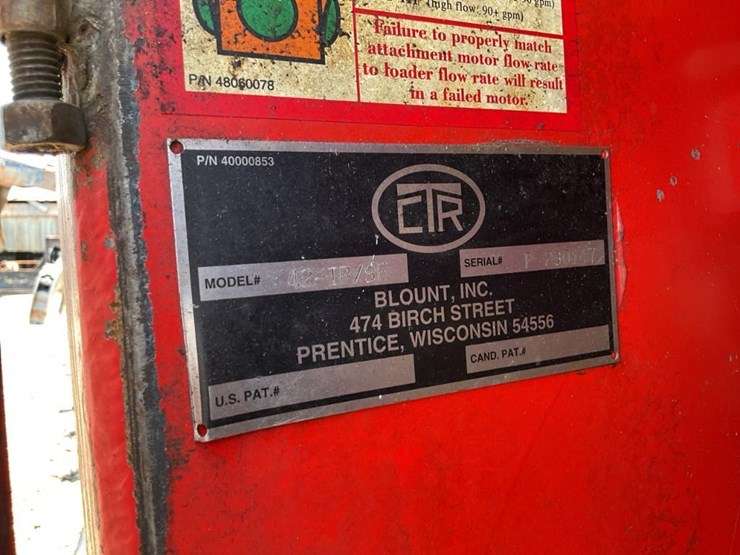 (high flow: 90+ gpm)
P/N 48060078
Failure to properly match
attachment motor flow rate
to loader flow rate will result
in a failed motor.
P/N 40000853
CTR
MODEL#
SERIAL#
BLOUNT, INC.
474 BIRCH STREET
PRENTICE, WISCONSIN 54556
U.S. PAT.#
CAND. PAT.#